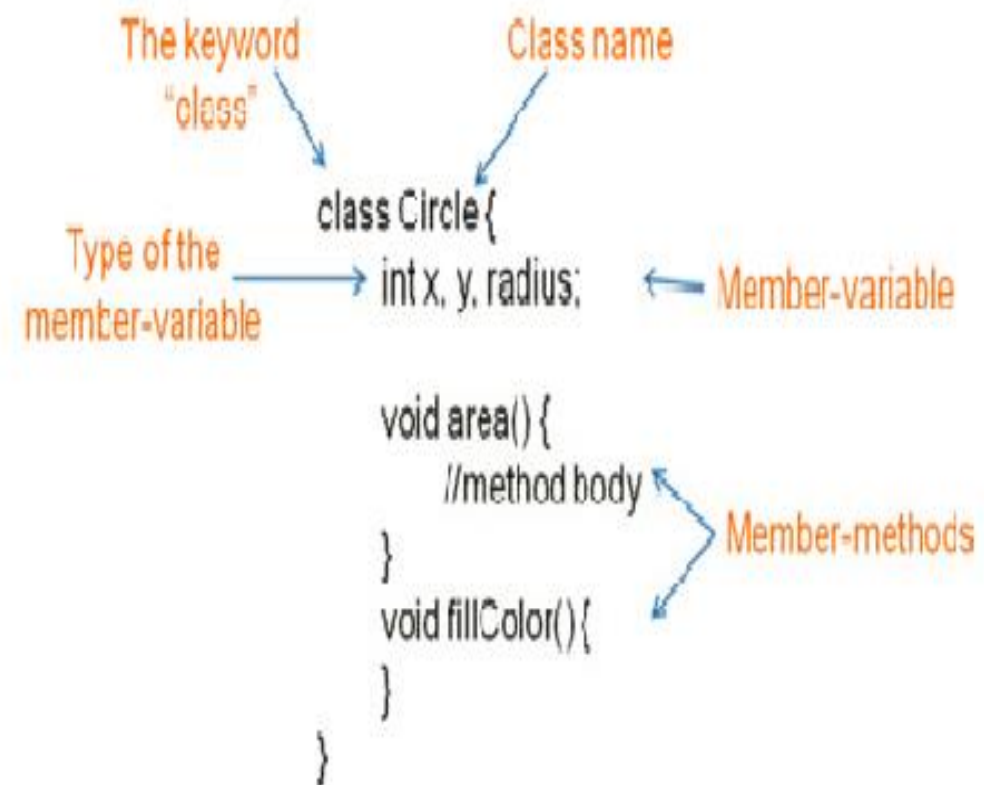 The keyword
"class"
Class name
class Circle {
Type of the
member-variable
int x, y, radius;
Member-variable
void area() {
//method body
Member-methods
}
void fillColor(){
}
}